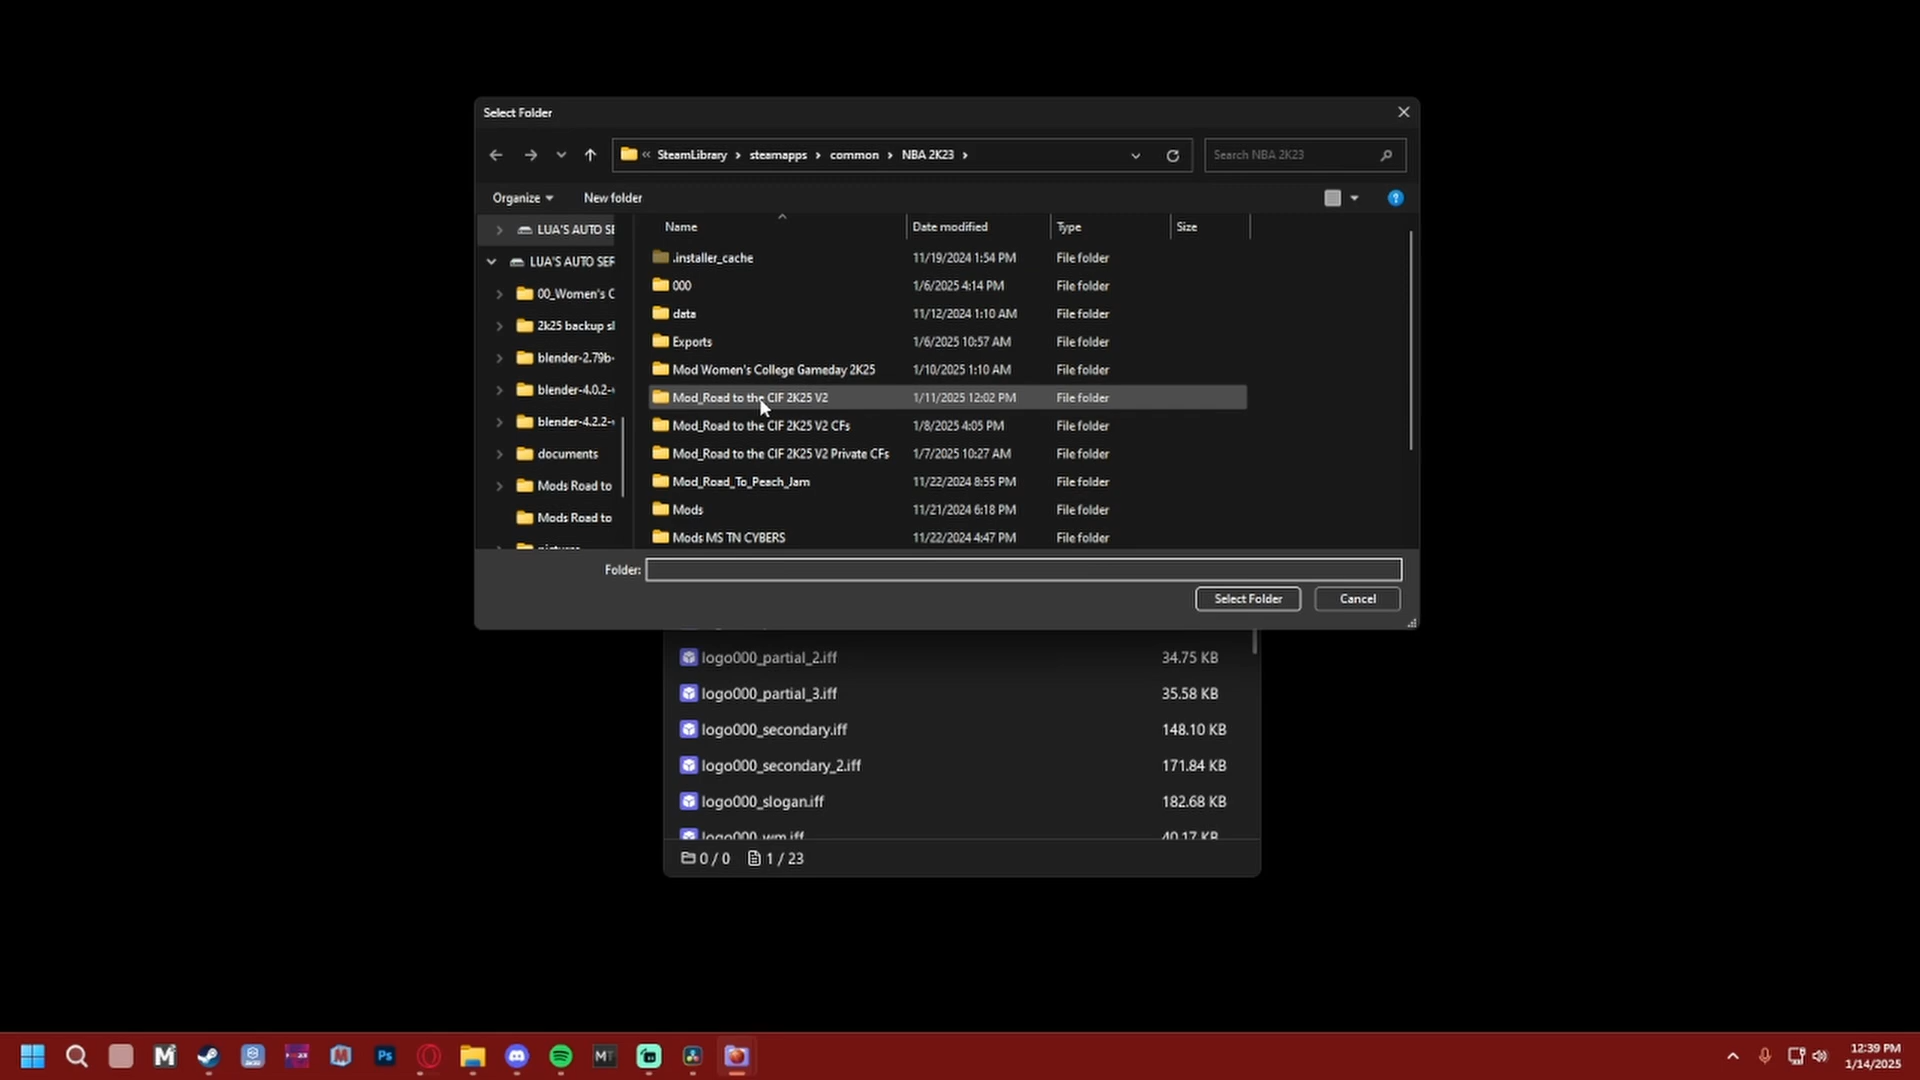 Select Folder
« SteamLibrary › steamapps › common › NBA 2K23 ›
Search NBA 2K23
Organize
New folder
Name
Date modified
Type
Size
LUA'S AUTO SE
LUA'S AUTO SER
00_Women's C
2k25 backup sl
blender-2.79b-
blender-4.0.2-
blender-4.2.2-
documents
Mods Road to
Mods Road to
pictures
.installer_cache 11/19/2024 1:54 PM File folder
000 1/6/2025 4:14 PM File folder
data 11/12/2024 1:10 AM File folder
Exports 1/6/2025 10:57 AM File folder
Mod Women's College Gameday 2K25 1/10/2025 1:10 AM File folder
Mod_Road to the CIF 2K25 V2 1/11/2025 12:02 PM File folder
Mod_Road to the CIF 2K25 V2 CFs 1/8/2025 4:05 PM File folder
Mod_Road to the CIF 2K25 V2 Private CFs 1/7/2025 10:27 AM File folder
Mod_Road_To_Peach_Jam 11/22/2024 8:55 PM File folder
Mods 11/21/2024 6:18 PM File folder
Mods MS TN CYBERS 11/22/2024 4:47 PM File folder
Folder:
Select Folder
Cancel
logo000_partial_2.iff 34.75 KB
logo000_partial_3.iff 35.58 KB
logo000_secondary.iff 148.10 KB
logo000_secondary_2.iff 171.84 KB
logo000_slogan.iff 182.68 KB
logo000_wm.iff 40.17 KB
0 / 0 1 / 23
M
Ps
MT
12:39 PM
1/14/2025